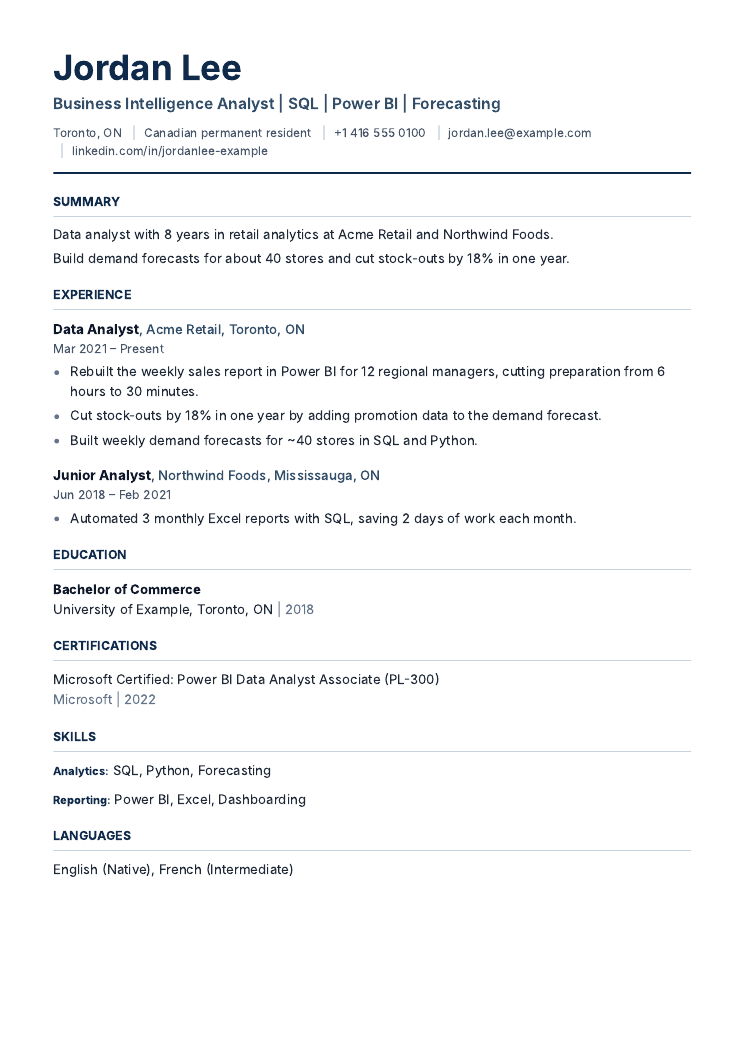 Jordan Lee
Business Intelligence Analyst | SQL | Power BI | Forecasting
Toronto, ON | Canadian permanent resident | +1 416 555 0100 | jordan.lee@example.com
| linkedin.com/in/jordanlee-example
SUMMARY
Data analyst with 8 years in retail analytics at Acme Retail and Northwind Foods.
Build demand forecasts for about 40 stores and cut stock-outs by 18% in one year.
EXPERIENCE
Data Analyst, Acme Retail, Toronto, ON
Mar 2021 – Present
• Rebuilt the weekly sales report in Power BI for 12 regional managers, cutting preparation from 6
hours to 30 minutes.
• Cut stock-outs by 18% in one year by adding promotion data to the demand forecast.
• Built weekly demand forecasts for ~40 stores in SQL and Python.
Junior Analyst, Northwind Foods, Mississauga, ON
Jun 2018 – Feb 2021
• Automated 3 monthly Excel reports with SQL, saving 2 days of work each month.
EDUCATION
Bachelor of Commerce
University of Example, Toronto, ON | 2018
CERTIFICATIONS
Microsoft Certified: Power BI Data Analyst Associate (PL-300)
Microsoft | 2022
SKILLS
Analytics: SQL, Python, Forecasting
Reporting: Power BI, Excel, Dashboarding
LANGUAGES
English (Native), French (Intermediate)